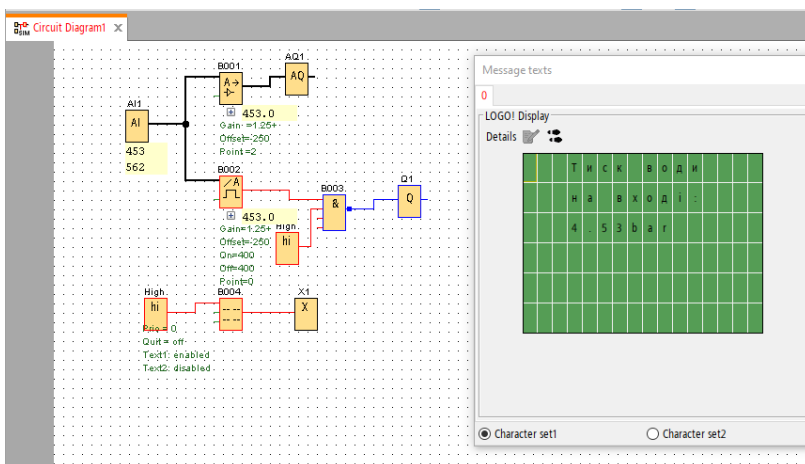 SIM Circuit Diagram1 X
B001
AQ1
A→
AQ
AI1
AI
453
562
453.0
Gain =1.25+
Offset=-250
Point=2
B002
/A
453.0
Gain=1.25+
Offset=-250
On=400
Off=400
Point=0
High
hi
B003
&
Q1
Q
High
hi
Prio = 0
Quit = off
Text1: enabled
Text2: disabled
B004
X1
X
Message texts
0
LOGO! Display
Details
Тиск води
на вході:
4.53bar
Character set1
Character set2